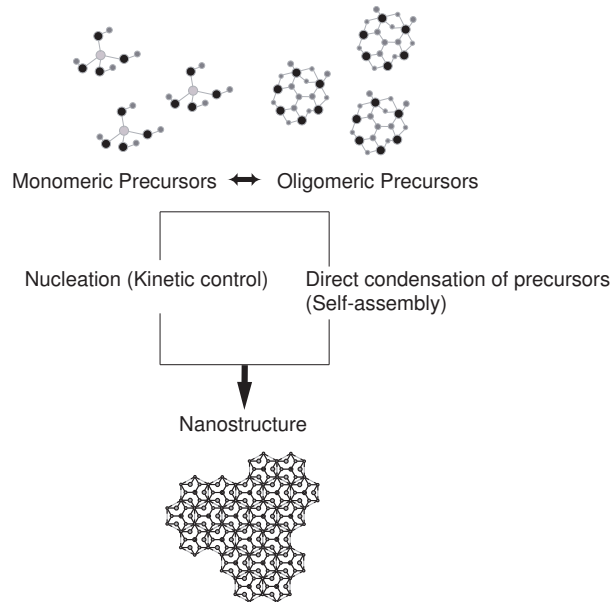 Monomeric Precursors ↔ Oligomeric Precursors
Nucleation (Kinetic control)
Direct condensation of precursors
(Self-assembly)
Nanostructure